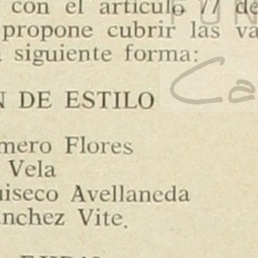 con el artículo 77 de
propone cubrir las va
siguiente forma:
N DE ESTILO
mero Flores
Vela
uiseco Avellaneda
nchez Vite.